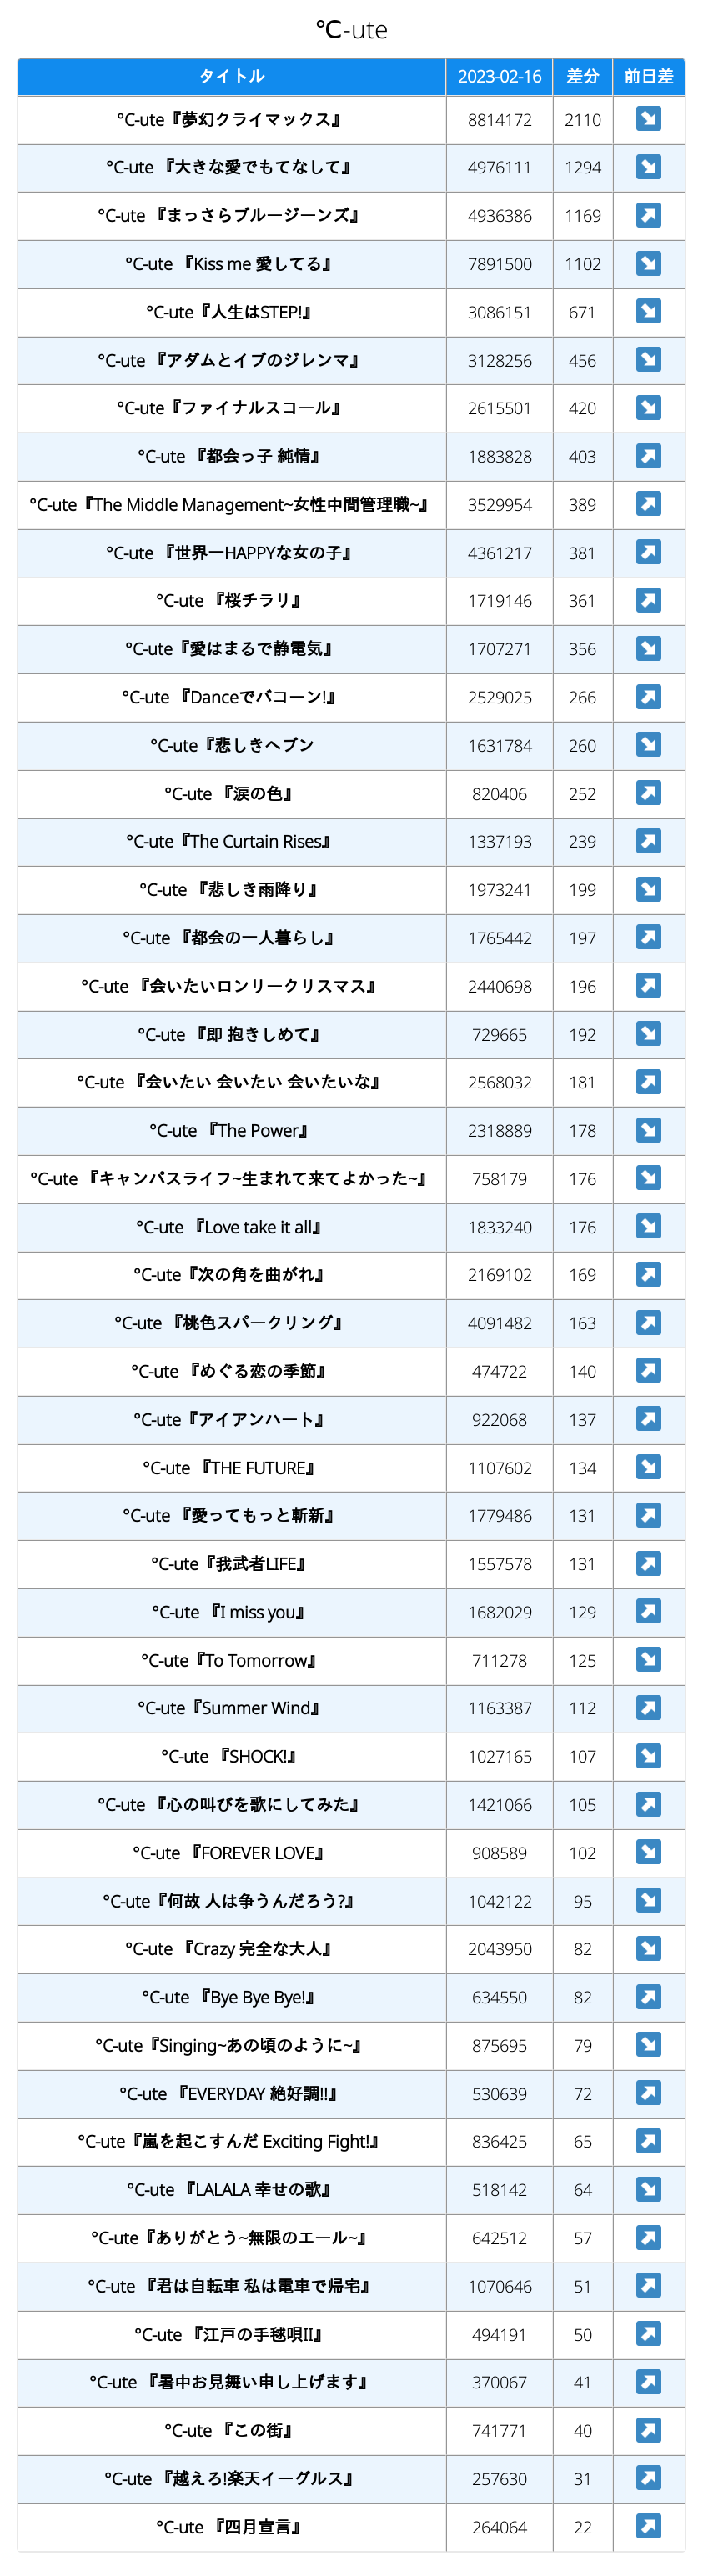 ℃-ute
タイトル 2023-02-16 差分 前日差
°C-ute『夢幻クライマックス』 8814172 2110 ↘
°C-ute 『大きな愛でもてなして』 4976111 1294 ↘
°C-ute 『まっさらブルージーンズ』 4936386 1169 ↗
°C-ute 『Kiss me 愛してる』 7891500 1102 ↘
°C-ute『人生はSTEP!』 3086151 671 ↘
°C-ute 『アダムとイブのジレンマ』 3128256 456 ↘
°C-ute『ファイナルスコール』 2615501 420 ↘
°C-ute 『都会っ子 純情』 1883828 403 ↗
°C-ute『The Middle Management~女性中間管理職~』 3529954 389 ↗
°C-ute 『世界一HAPPYな女の子』 4361217 381 ↗
°C-ute 『桜チラリ』 1719146 361 ↗
°C-ute『愛はまるで静電気』 1707271 356 ↘
°C-ute 『Danceでバコーン!』 2529025 266 ↗
°C-ute『悲しきヘブン 1631784 260 ↘
°C-ute 『涙の色』 820406 252 ↗
°C-ute『The Curtain Rises』 1337193 239 ↗
°C-ute 『悲しき雨降り』 1973241 199 ↘
°C-ute 『都会の一人暮らし』 1765442 197 ↗
°C-ute 『会いたいロンリークリスマス』 2440698 196 ↗
°C-ute 『即 抱きしめて』 729665 192 ↘
°C-ute 『会いたい 会いたい 会いたいな』 2568032 181 ↗
°C-ute 『The Power』 2318889 178 ↘
°C-ute 『キャンパスライフ~生まれて来てよかった~』 758179 176 ↘
°C-ute 『Love take it all』 1833240 176 ↘
°C-ute『次の角を曲がれ』 2169102 169 ↗
°C-ute 『桃色スパークリング』 4091482 163 ↗
°C-ute 『めぐる恋の季節』 474722 140 ↗
°C-ute『アイアンハート』 922068 137 ↗
°C-ute 『THE FUTURE』 1107602 134 ↘
°C-ute 『愛ってもっと斬新』 1779486 131 ↗
°C-ute『我武者LIFE』 1557578 131 ↗
°C-ute 『I miss you』 1682029 129 ↗
°C-ute『To Tomorrow』 711278 125 ↘
°C-ute『Summer Wind』 1163387 112 ↗
°C-ute 『SHOCK!』 1027165 107 ↘
°C-ute 『心の叫びを歌にしてみた』 1421066 105 ↗
°C-ute 『FOREVER LOVE』 908589 102 ↘
°C-ute『何故 人は争うんだろう?』 1042122 95 ↘
°C-ute 『Crazy 完全な大人』 2043950 82 ↘
°C-ute 『Bye Bye Bye!』 634550 82 ↗
°C-ute『Singing~あの頃のように~』 875695 79 ↘
°C-ute 『EVERYDAY 絶好調!!』 530639 72 ↗
°C-ute『嵐を起こすんだ Exciting Fight!』 836425 65 ↗
°C-ute 『LALALA 幸せの歌』 518142 64 ↘
°C-ute『ありがとう~無限のエール~』 642512 57 ↗
°C-ute 『君は自転車 私は電車で帰宅』 1070646 51 ↗
°C-ute 『江戸の手毬唄II』 494191 50 ↗
°C-ute 『暑中お見舞い申し上げます』 370067 41 ↗
°C-ute 『この街』 741771 40 ↗
°C-ute 『越えろ!楽天イーグルス』 257630 31 ↗
°C-ute 『四月宣言』 264064 22 ↗